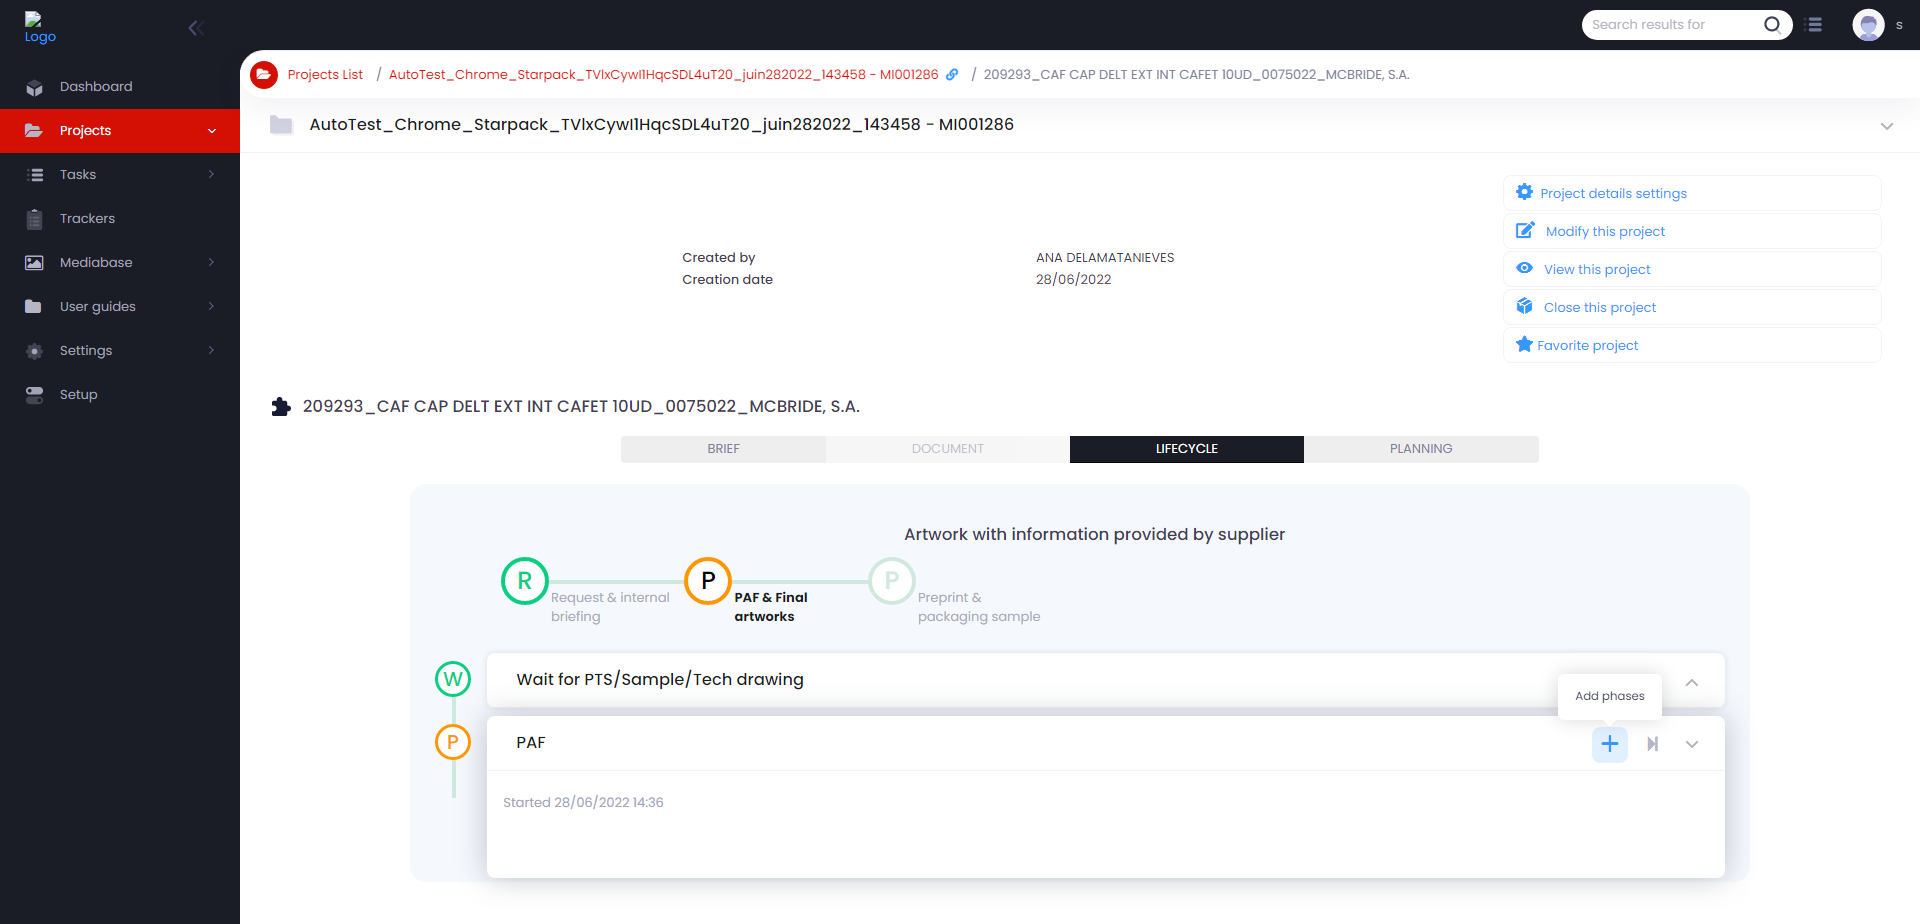 Logo
Search results for
s
Dashboard
Projects
Tasks
Trackers
Mediabase
User guides
Settings
Setup
Projects List / AutoTest_Chrome_Starpack_TVlxCywI1HqcSDL4uT20_juin282022_143458 - MI001286 / 209293_CAF CAP DELT EXT INT CAFET 10UD_0075022_MCBRIDE, S.A.
AutoTest_Chrome_Starpack_TVlxCywI1HqcSDL4uT20_juin282022_143458 - MI001286
Created by ANA DELAMATANIEVES
Creation date 28/06/2022
Project details settings
Modify this project
View this project
Close this project
Favorite project
209293_CAF CAP DELT EXT INT CAFET 10UD_0075022_MCBRIDE, S.A.
BRIEF DOCUMENT LIFECYCLE PLANNING
Artwork with information provided by supplier
R
Request & internal
briefing
P
PAF & Final
artworks
P
Preprint &
packaging sample
W
Wait for PTS/Sample/Tech drawing
Add phases
P
PAF
Started 28/06/2022 14:36